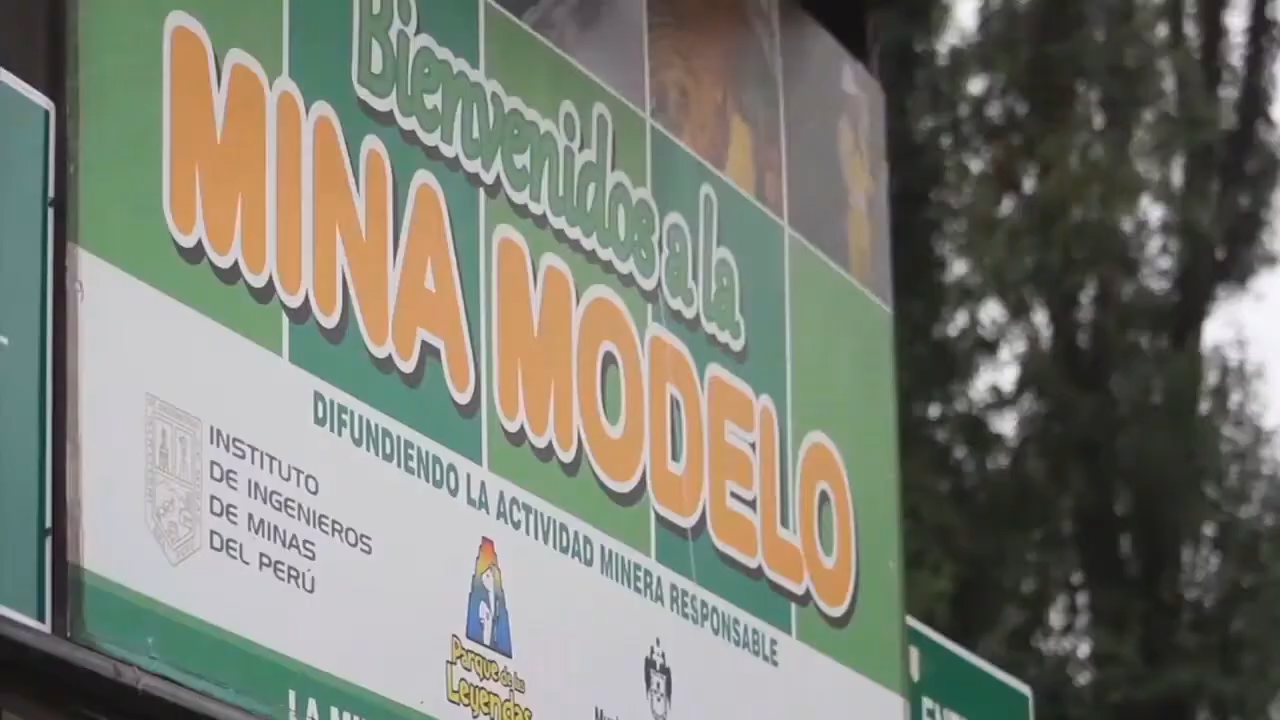 Bienvenidos a la
MINA MODELO
DIFUNDIENDO LA ACTIVIDAD MINERA RESPONSABLE
INSTITUTO
DE INGENIEROS
DE MINAS
DEL PERÚ
Parque de las
Leyendas
LA